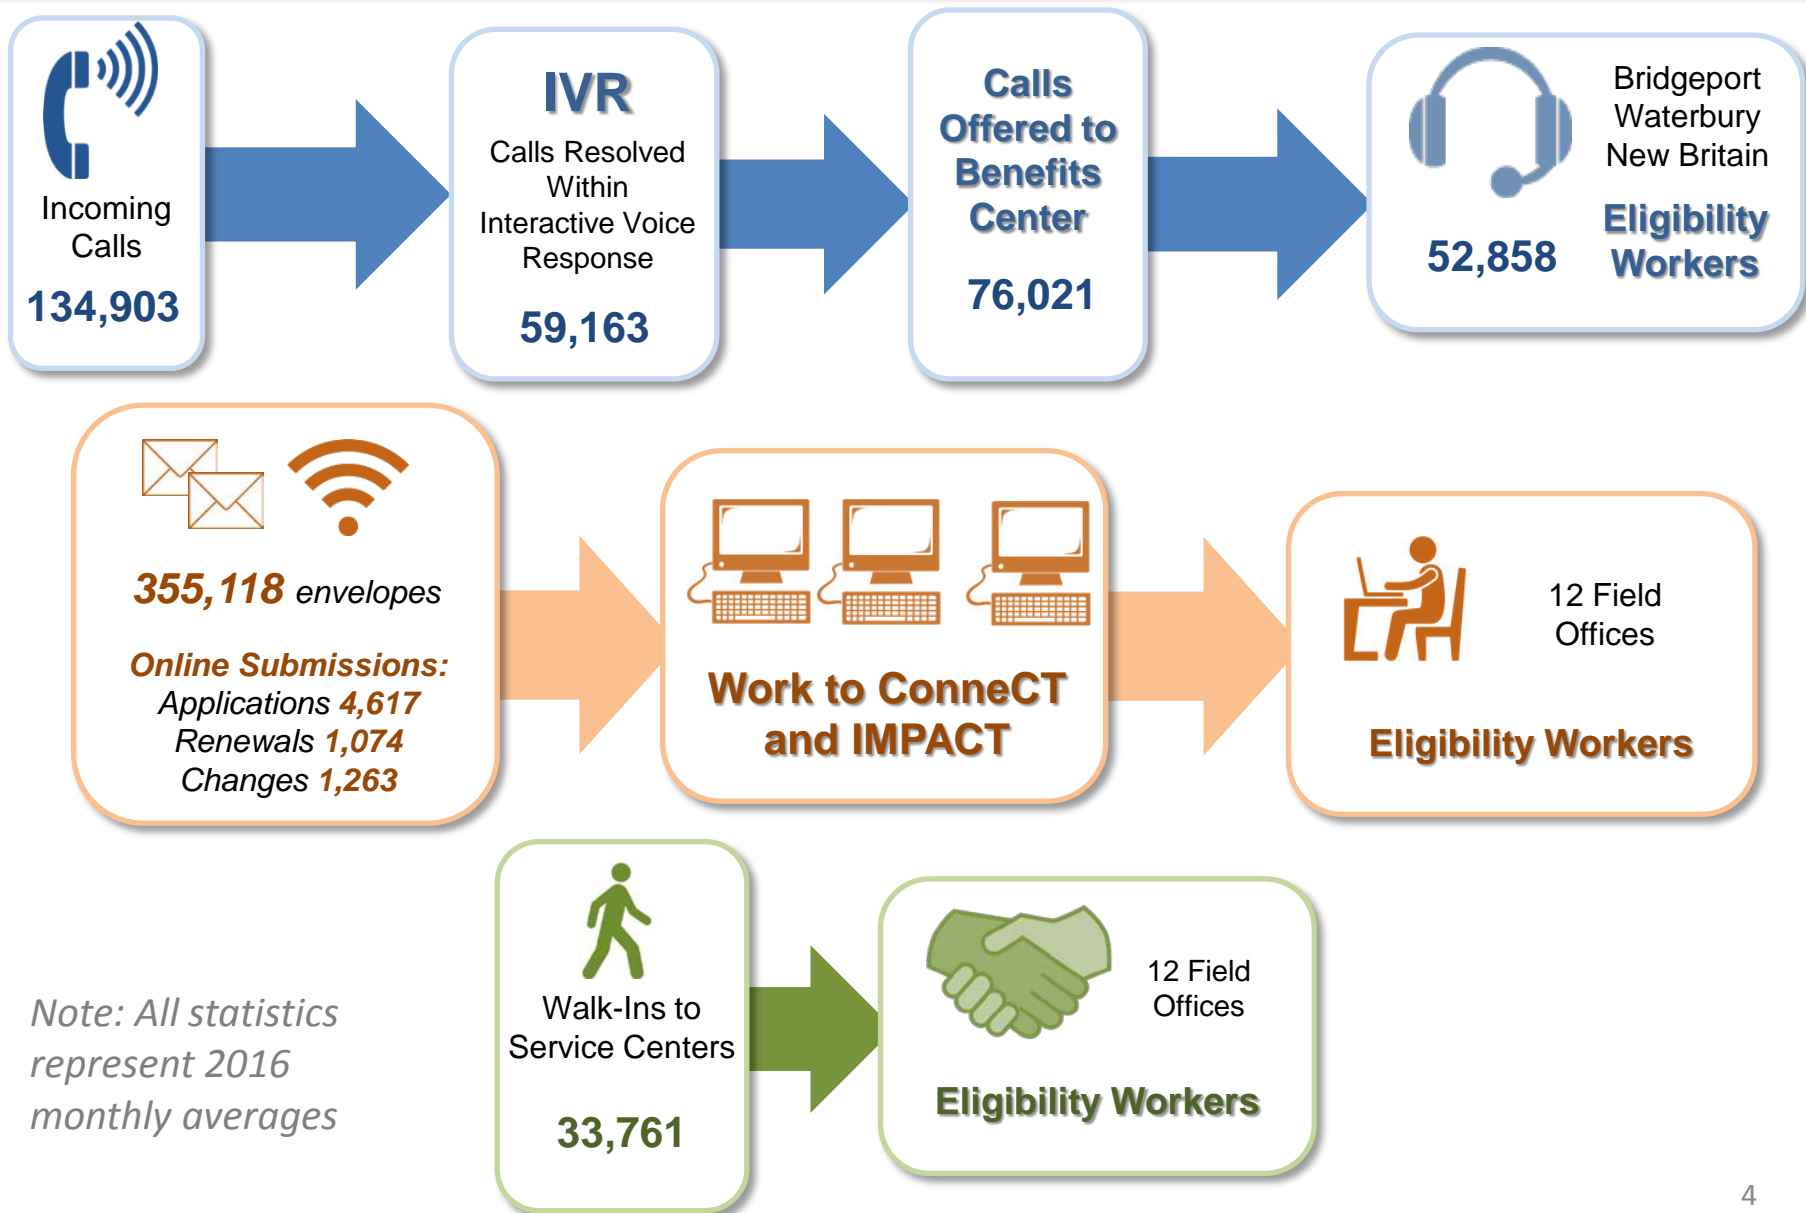 Incoming
Calls
134,903
IVR
Calls Resolved
Within
Interactive Voice
Response
59,163
Calls
Offered to
Benefits
Center
76,021
52,858
Bridgeport
Waterbury
New Britain
Eligibility
Workers
355,118 envelopes
Online Submissions:
Applications 4,617
Renewals 1,074
Changes 1,263
Work to ConneCT
and IMPACT
12 Field
Offices
Eligibility Workers
Walk-Ins to
Service Centers
33,761
12 Field
Offices
Eligibility Workers
Note: All statistics
represent 2016
monthly averages
4